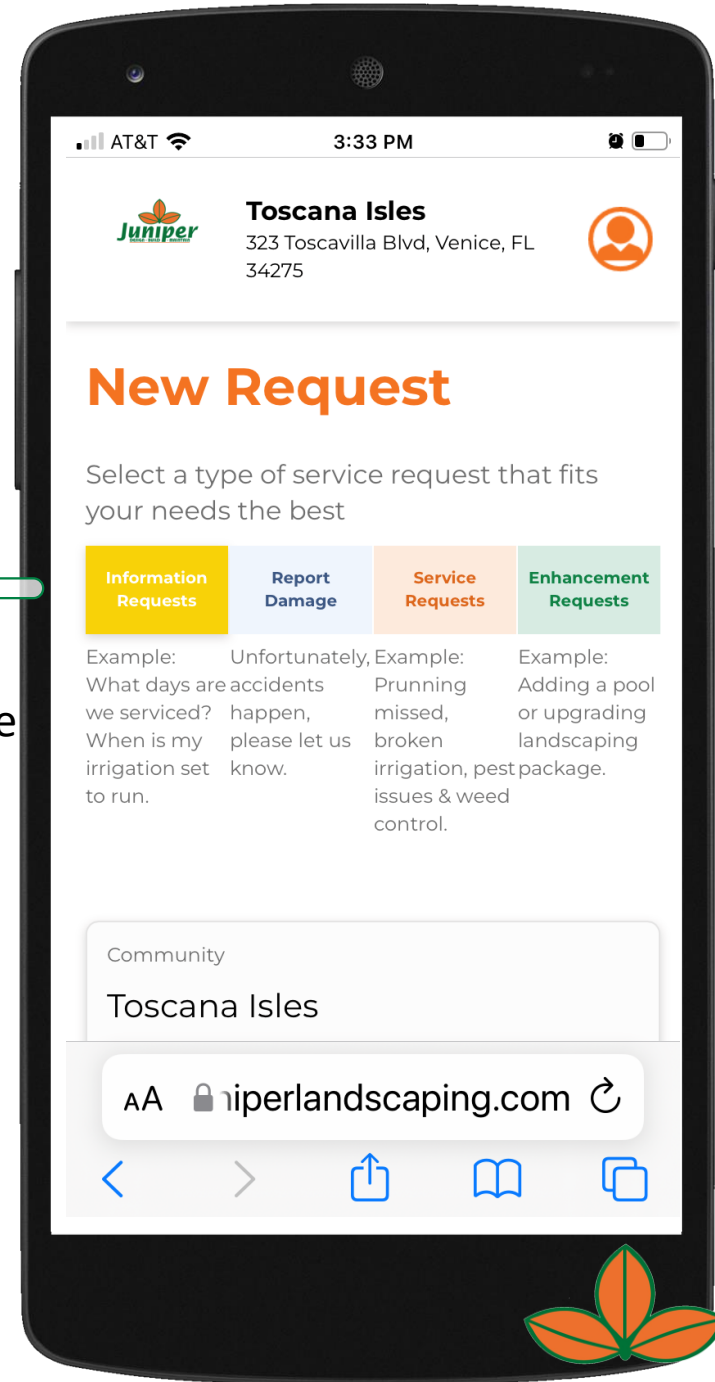 AT&T 3:33 PM
Juniper
Toscana Isles
323 Toscavilla Blvd, Venice, FL
34275
New Request
Select a type of service request that fits
your needs the best
Information
Requests
Report
Damage
Service
Requests
Enhancement
Requests
Example:
What days are
we serviced?
When is my
irrigation set
to run.
Unfortunately,
accidents
happen,
please let us
know.
Example:
Prunning
missed,
broken
irrigation, pest
issues & weed
control.
Example:
Adding a pool
or upgrading
landscaping
package.
e
Community
Toscana Isles
AA niperlandscaping.com